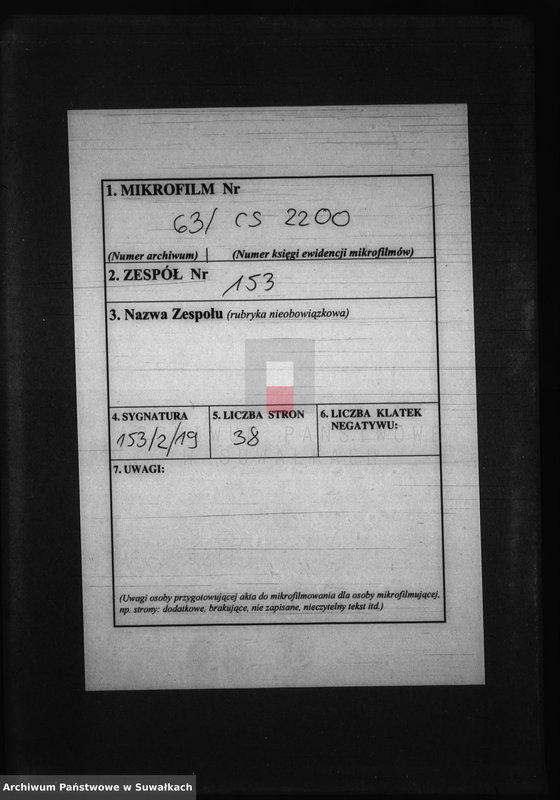 1. MIKROFILM Nr
63/ CS 2200
(Numer archiwum) | (Numer księgi ewidencji mikrofilmów)
2. ZESPÓŁ Nr 153
3. Nazwa Zespołu (rubryka nieobowiązkowa)
4. SYGNATURA
153/2/19
5. LICZBA STRON
38
6. LICZBA KLATEK
NEGATYWU:
7. UWAGI:
(Uwagi osoby przygotowującej akta do mikrofilmowania dla osoby mikrofilmującej,
np. strony: dodatkowe, brakujące, nie zapisane, nieczytelny tekst itd.)
Archiwum Państwowe w Suwałkach